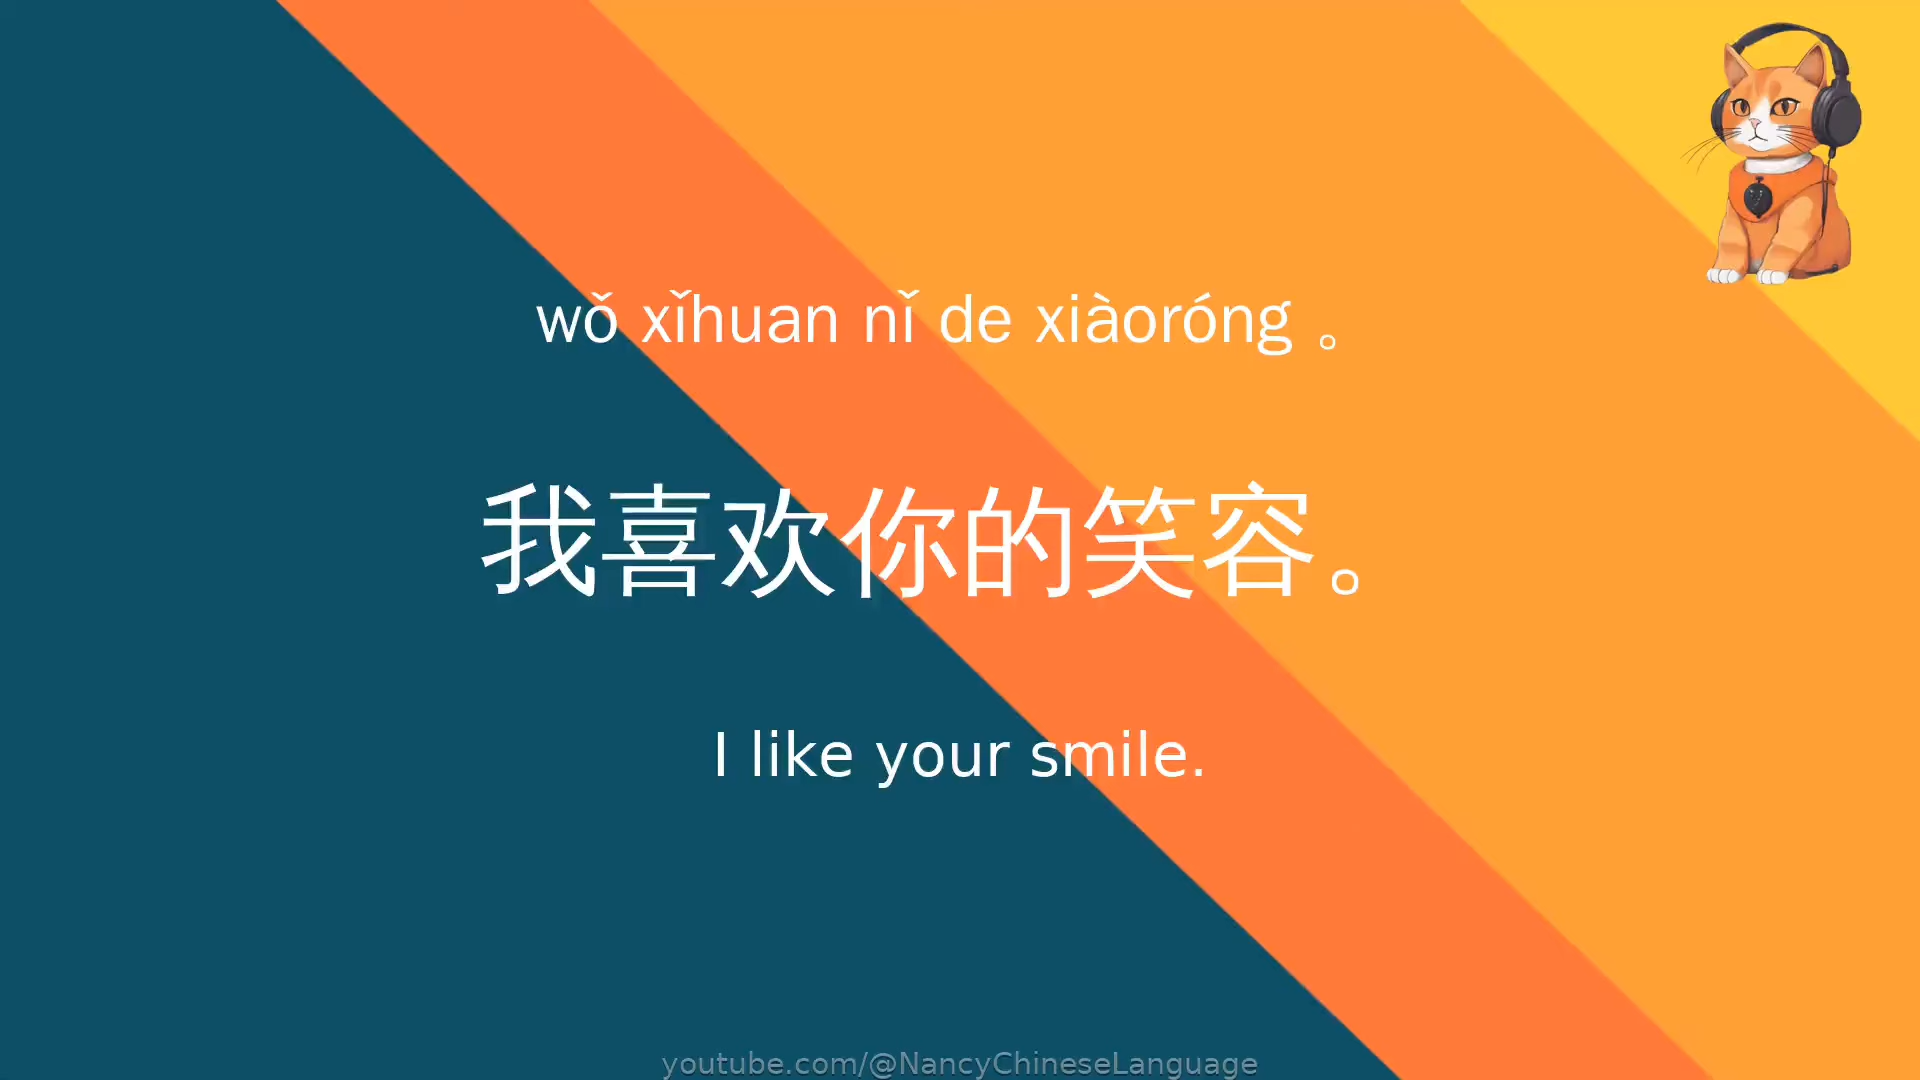 wǒ xǐhuan nǐ de xiàoróng 。
我喜欢你的笑容。
I like your smile.
youtube.com/@NancyChineseLanguage